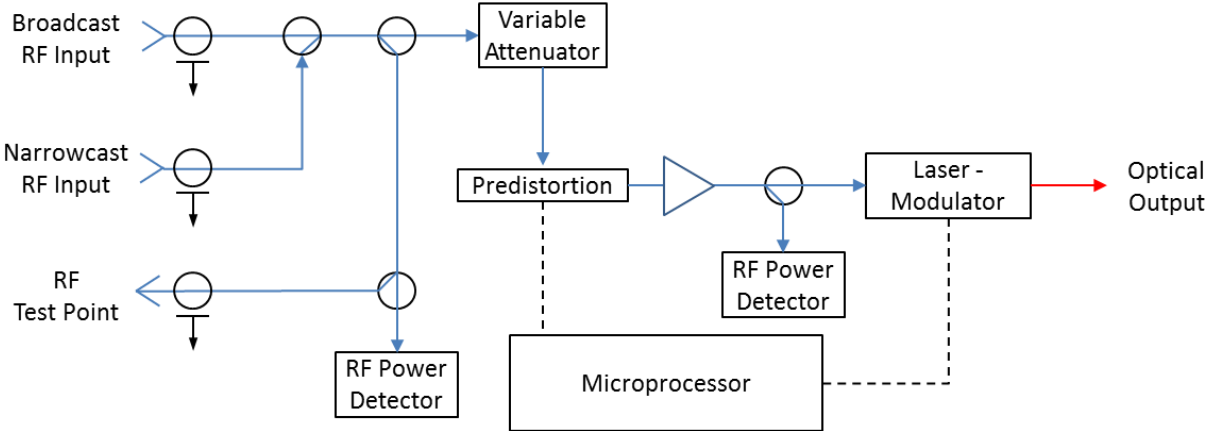 Broadcast
RF Input
Variable
Attenuator
Narrowcast
RF Input
Predistortion
Laser -
Modulator
Optical
Output
RF
Test Point
RF Power
Detector
RF Power
Detector
Microprocessor